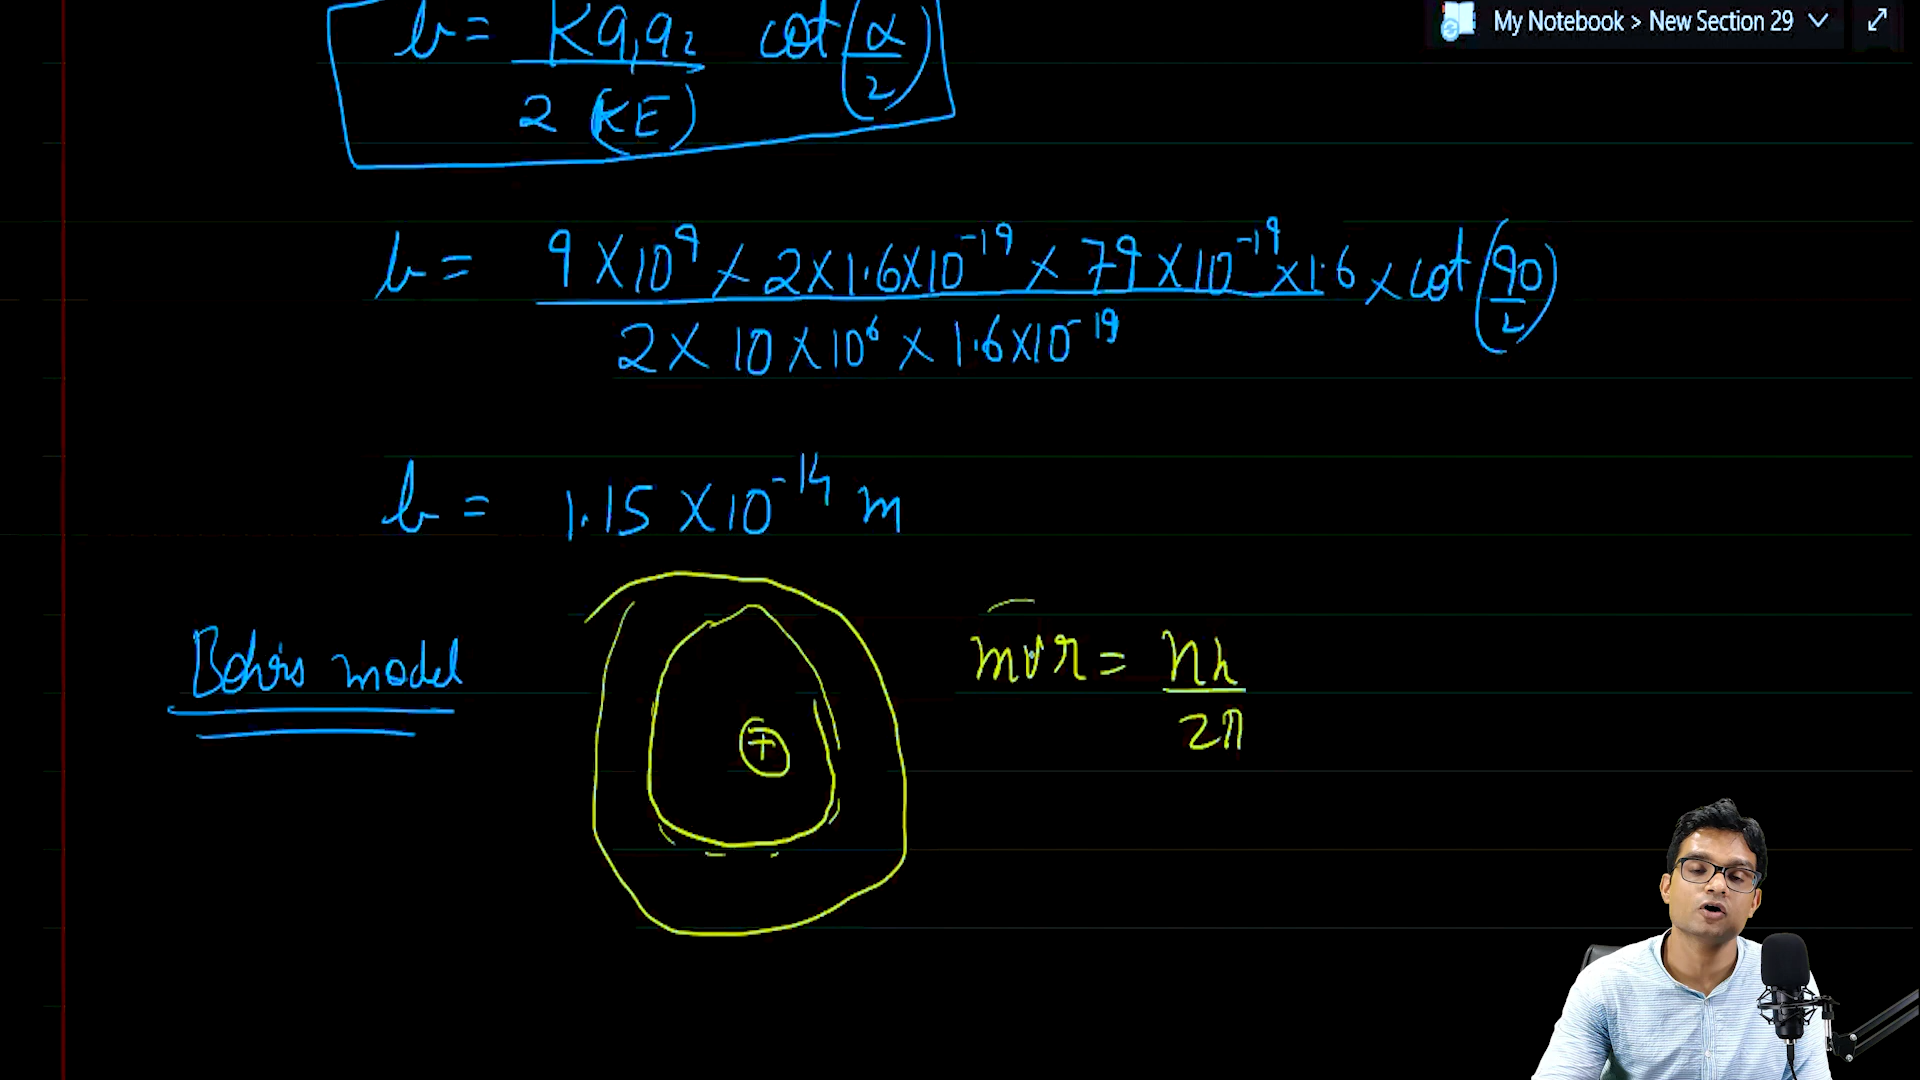 My Notebook > New Section 29
b = Kq₁q₂ / 2 (KE) cot(α/2)
b = 9 × 10⁹ × 2 × 1.6 × 10⁻¹⁹ × 79 × 10⁻¹⁹ × 1.6 / 2 × 10 × 10⁶ × 1.6 × 10⁻¹⁹ × cot(90/2)
b = 1.15 × 10⁻¹⁴ m
Bohr's model
+
mvr = nh / 2π